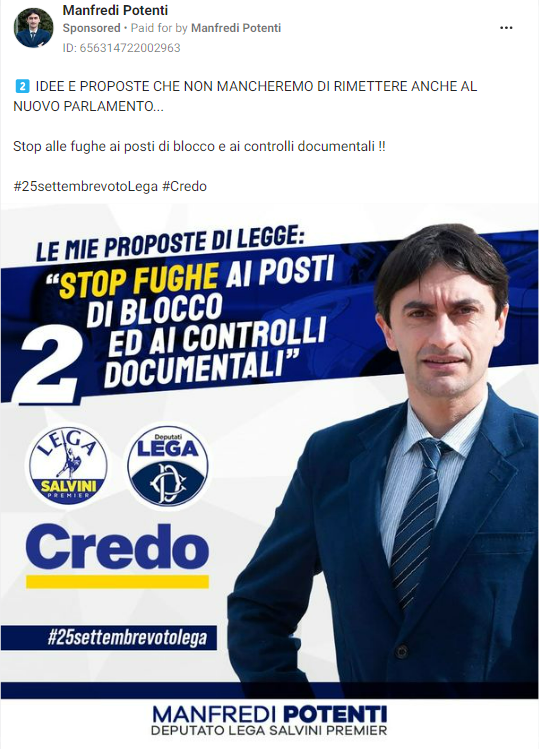 Manfredi Potenti
Sponsored • Paid for by Manfredi Potenti
ID: 656314722002963
2 IDEE E PROPOSTE CHE NON MANCHEREMO DI RIMETTERE ANCHE AL
NUOVO PARLAMENTO...
Stop alle fughe ai posti di blocco e ai controlli documentali !!
#25settembrevotoLega #Credo
LE MIE PROPOSTE DI LEGGE:
“STOP FUGHE AI POSTI
DI BLOCCO
ED AI CONTROLLI
DOCUMENTALI”
2
LEGA
SALVINI
PREMIER
Deputati
LEGA
Credo
#25settembrevotolega
MANFREDI POTENTI
DEPUTATO LEGA SALVINI PREMIER